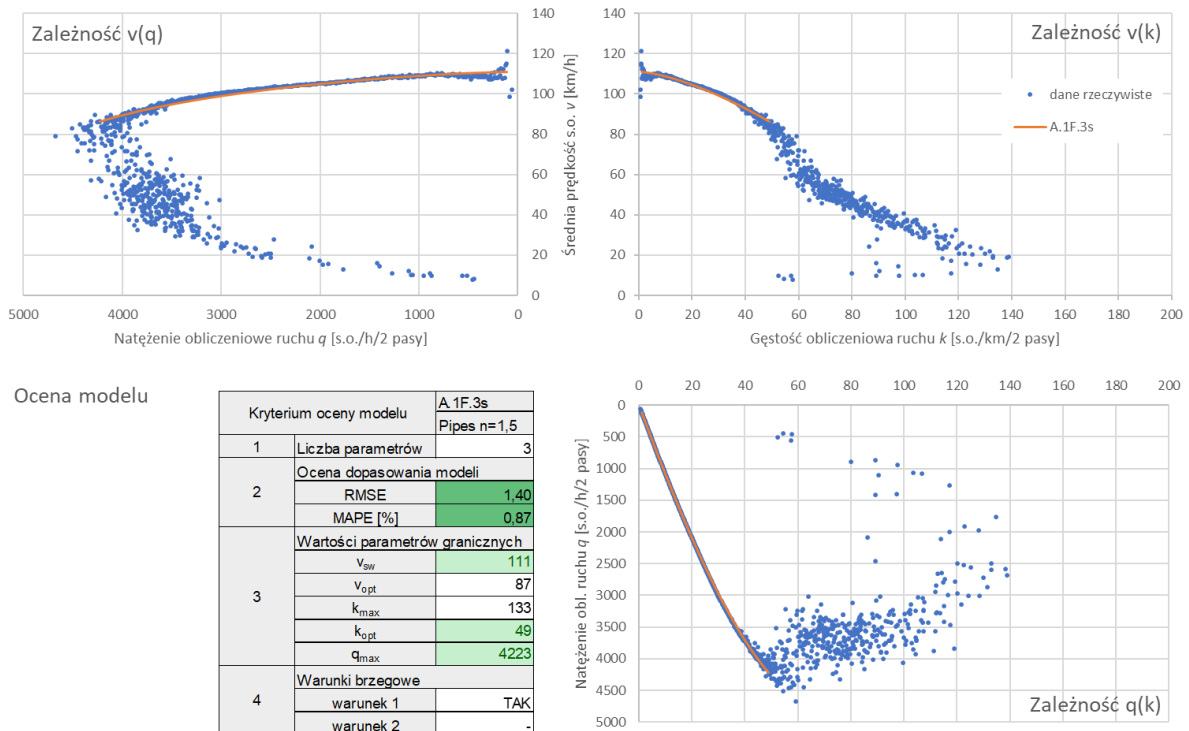 Zależność v(q)
140
120
100
80
60
40
20
0
Średnia prędkość s.o. v [km/h]
5000 4000 3000 2000 1000 0
Natężenie obliczeniowe ruchu q [s.o./h/2 pasy]
Zależność v(k)
140
120
100
80
60
40
20
0
dane rzeczywiste
A.1F.3s
0 20 40 60 80 100 120 140 160 180 200
Gęstość obliczeniowa ruchu k [s.o./km/2 pasy]
Ocena modelu
Kryterium oceny modelu A.1F.3s
Pipes n=1,5
1 Liczba parametrów 3
2 Ocena dopasowania modeli
RMSE 1,40
MAPE [%] 0,87
3 Wartości parametrów granicznych
vsw 111
vopt 87
kmax 133
kopt 49
qmax 4223
4 Warunki brzegowe
warunek 1 TAK
warunek 2 -
0 20 40 60 80 100 120 140 160 180 200
0
500
1000
1500
2000
2500
3000
3500
4000
4500
5000
Natężenie obl. ruchu q [s.o./h/2 pasy]
Zależność q(k)